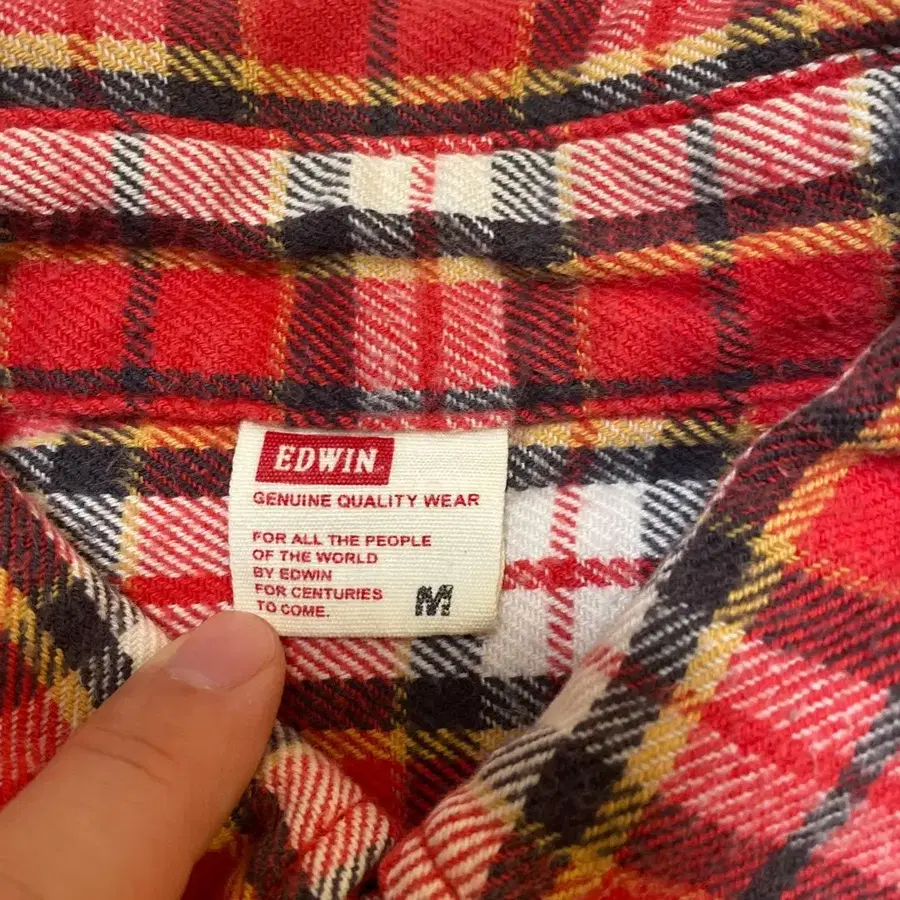 EDWIN
GENUINE QUALITY WEAR
FOR ALL THE PEOPLE
OF THE WORLD
BY EDWIN
FOR CENTURIES
TO COME.
M